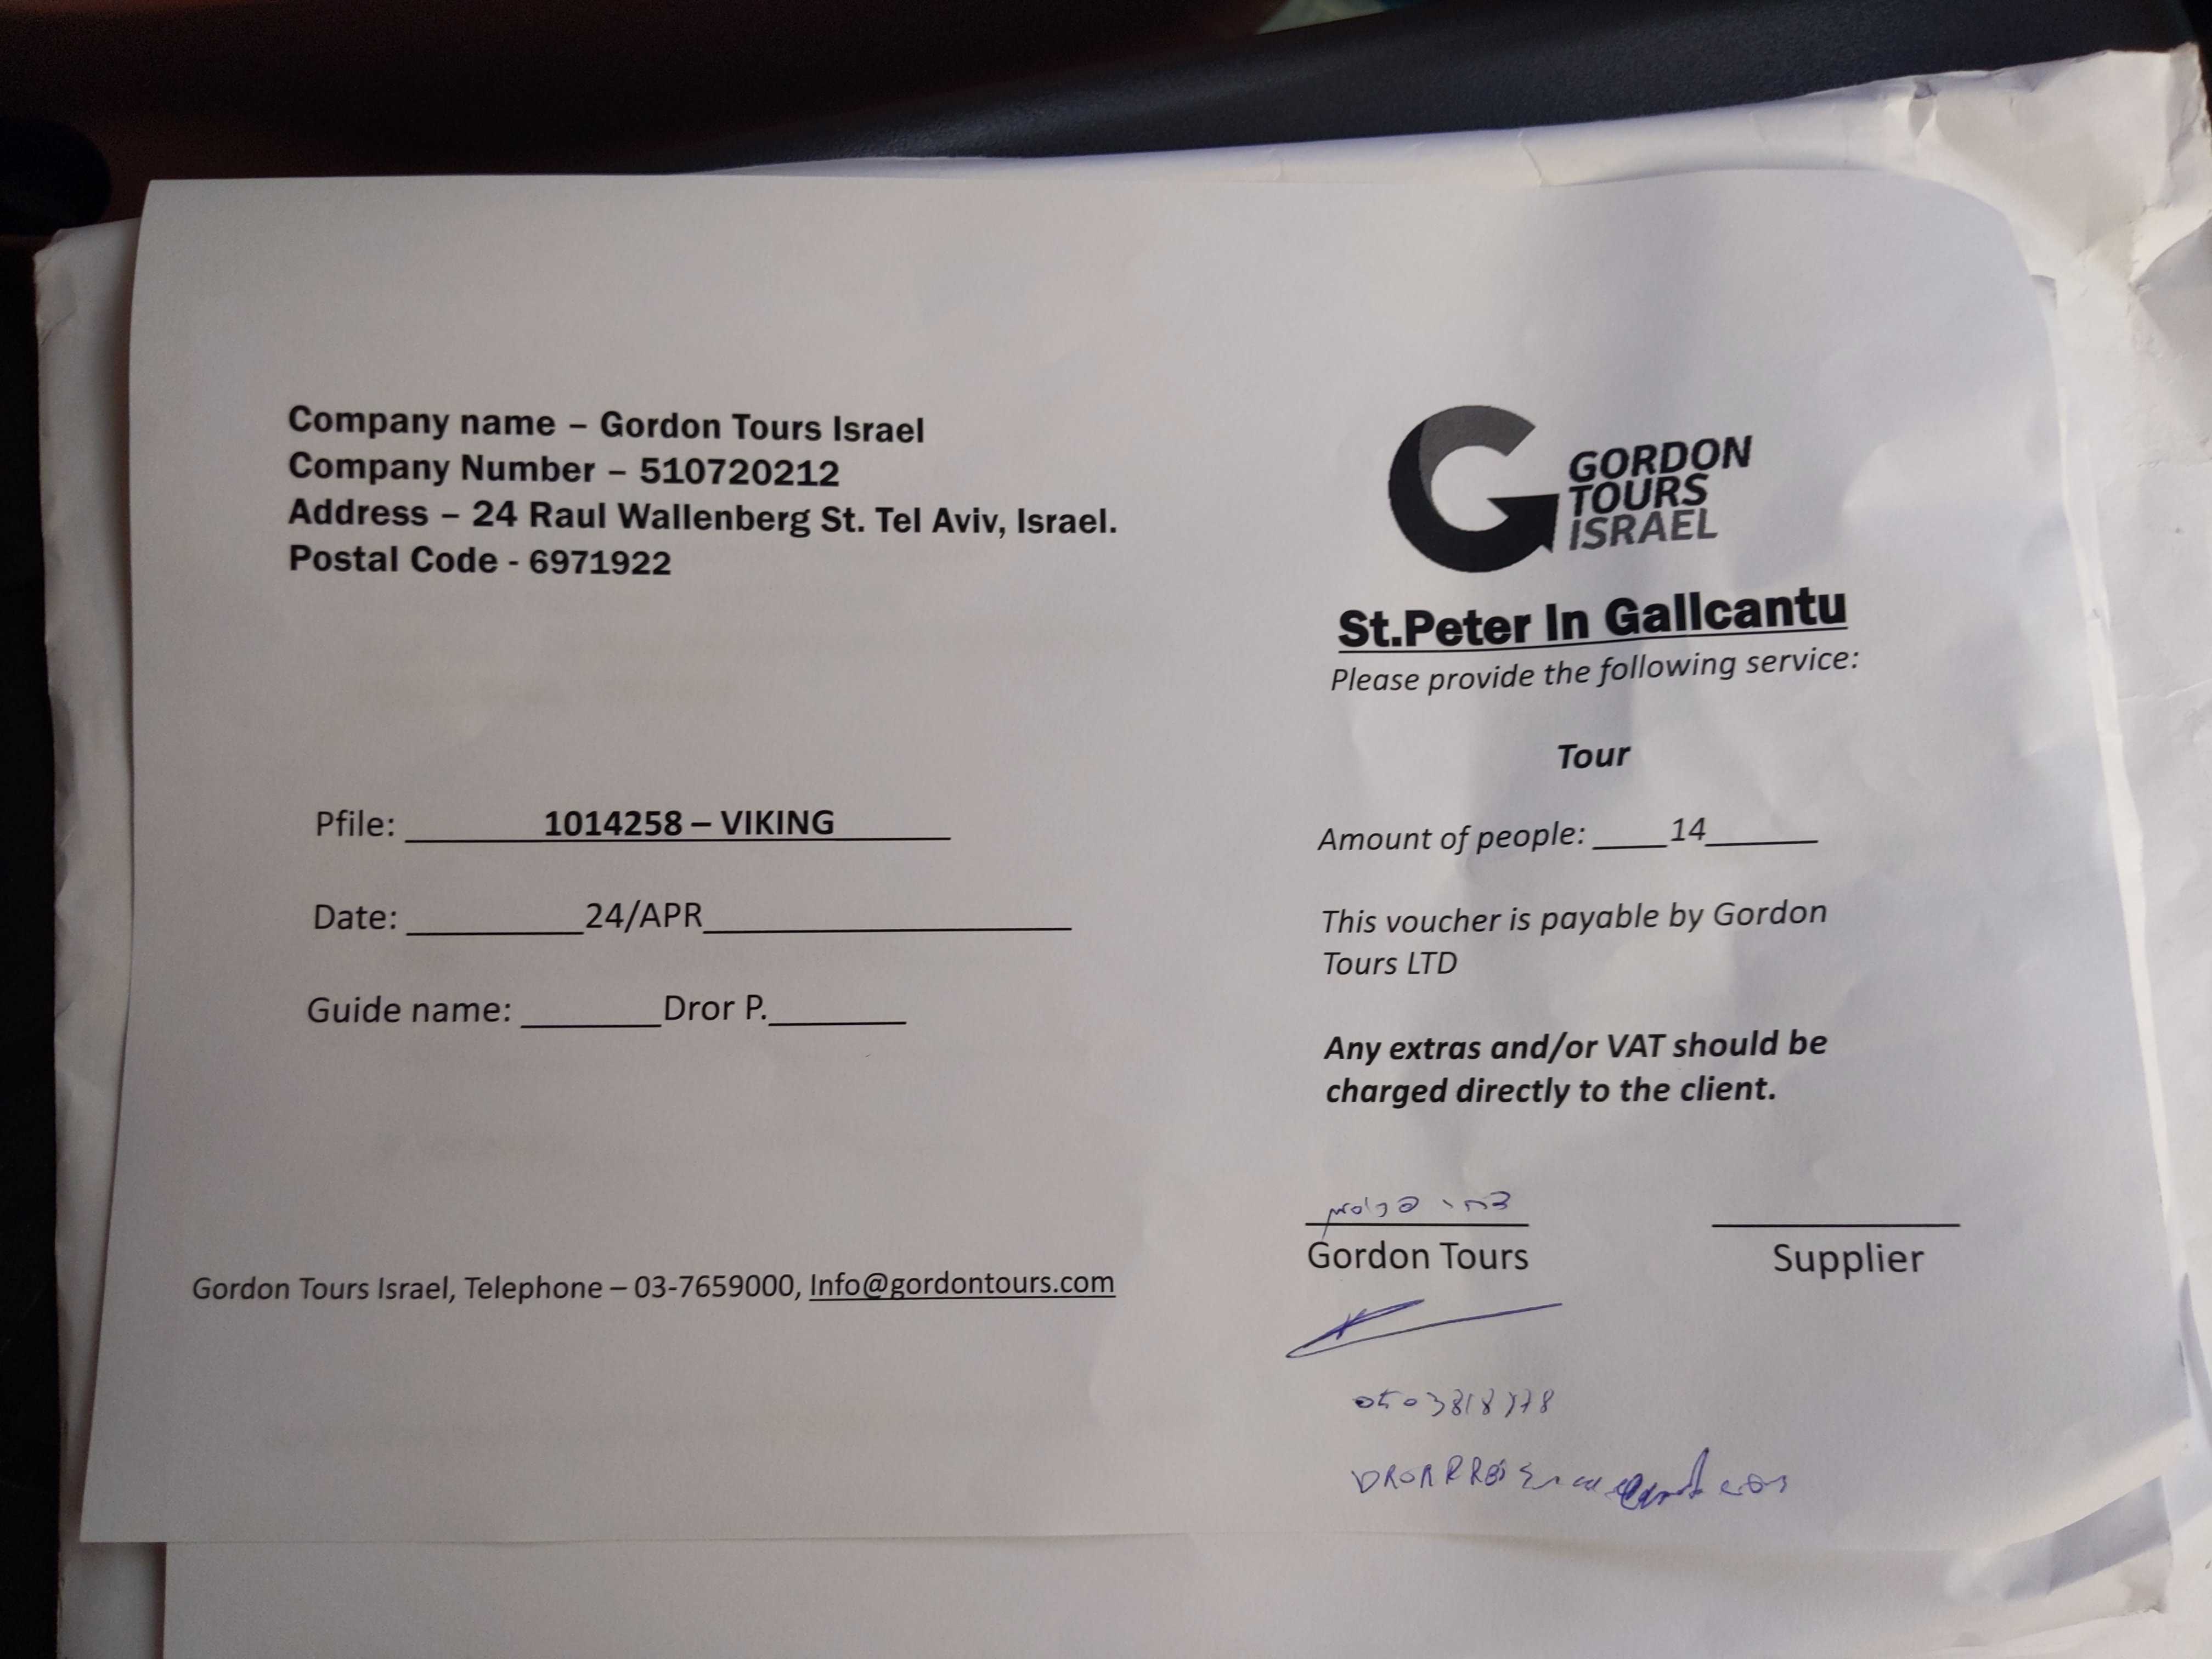 Company name – Gordon Tours Israel
Company Number – 510720212
Address – 24 Raul Wallenberg St. Tel Aviv, Israel.
Postal Code - 6971922
GORDON
TOURS
ISRAEL
St.Peter In Gallcantu
Please provide the following service:
Tour
Pfile: 1014258 – VIKING
Amount of people: 14
Date: 24/APR
This voucher is payable by Gordon
Tours LTD
Guide name: Dror P.
Any extras and/or VAT should be
charged directly to the client.
Gordon Tours
Supplier
Gordon Tours Israel, Telephone – 03-7659000, Info@gordontours.com